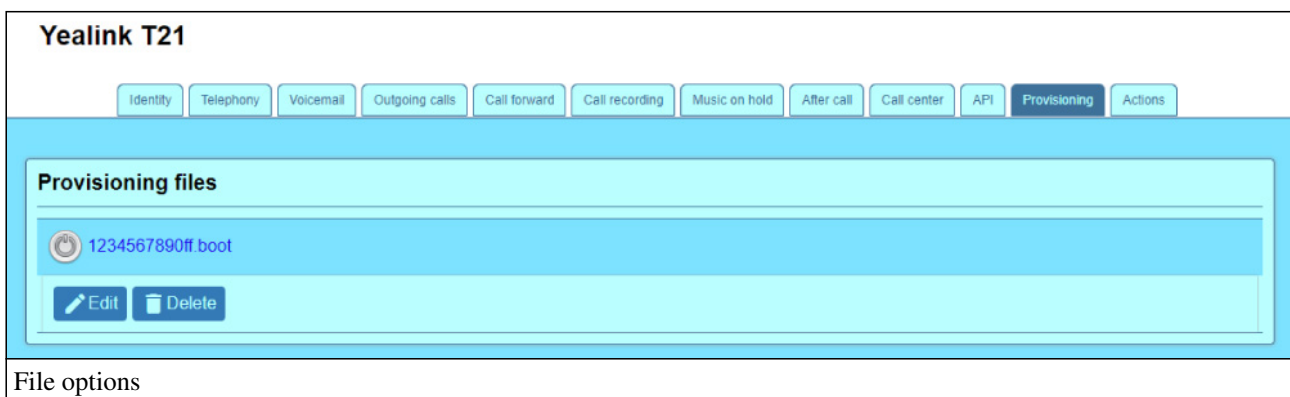 Yealink T21
Identity Telephony Voicemail Outgoing calls Call forward Call recording Music on hold After call Call center API Provisioning Actions
Provisioning files
1234567890ff.boot
Edit Delete
File options